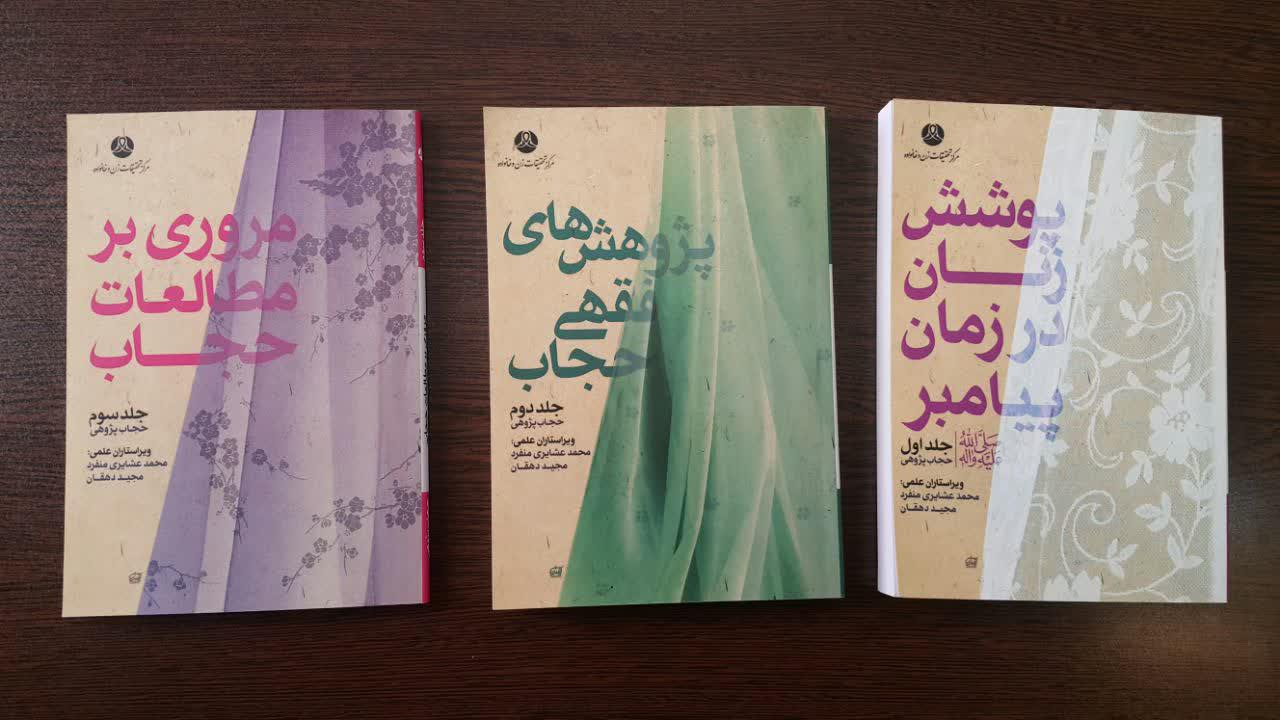 مرکز تحقیقات زن و خانواده
پوشش
زنان
در زمان
پیامبر
صلی الله علیه وآله
جلد اول
حجاب‌پژوهی
ویراستاران علمی:
محمد عشایری منفرد
مجید دهقان
مرکز تحقیقات زن و خانواده
پژوهش‌های
فقهی
حجاب
جلد دوم
حجاب‌پژوهی
ویراستاران علمی:
محمد عشایری منفرد
مجید دهقان
مرکز تحقیقات زن و خانواده
مروری بر
مطالعات
حجاب
جلد سوم
حجاب‌پژوهی
ویراستاران علمی:
محمد عشایری منفرد
مجید دهقان